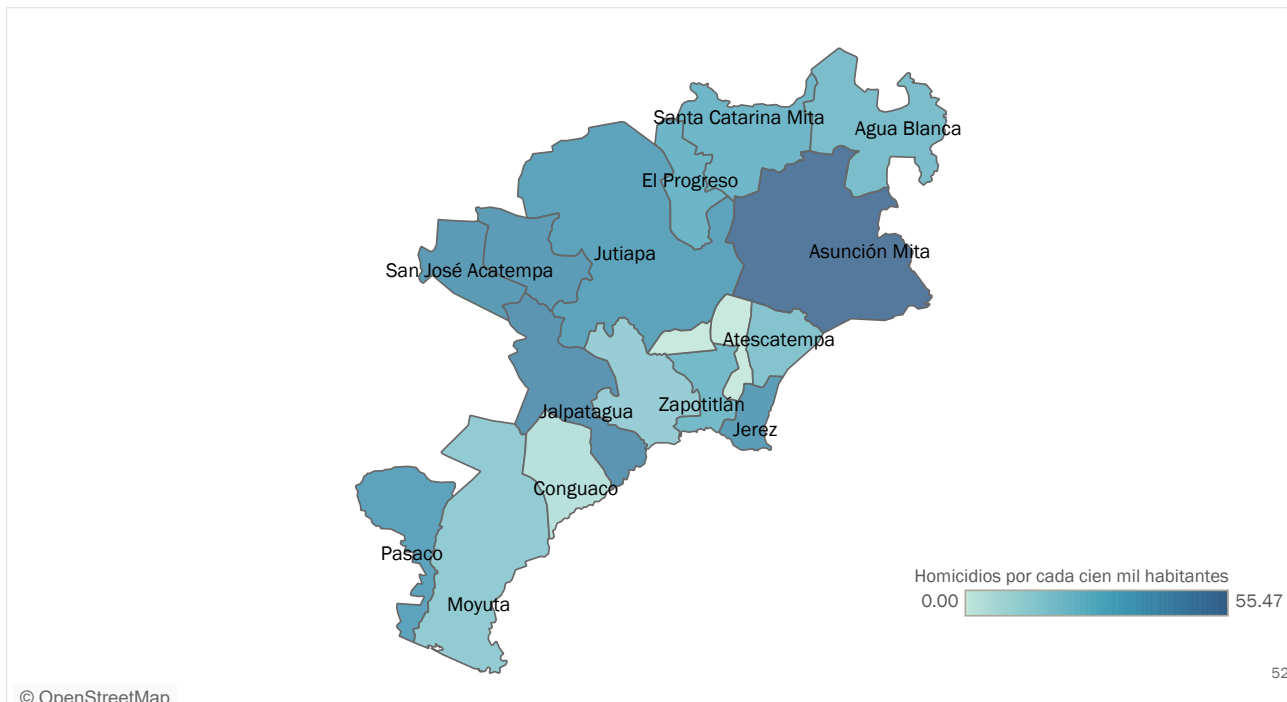 Santa Catarina Mita
Agua Blanca
El Progreso
Asunción Mita
Jutiapa
San José Acatempa
Atescatempa
Zapotitlán
Jalpatagua
Jerez
Conguaco
Pasaco
Moyuta
Homicidios por cada cien mil habitantes
0.00 55.47
52
© OpenStreetMap